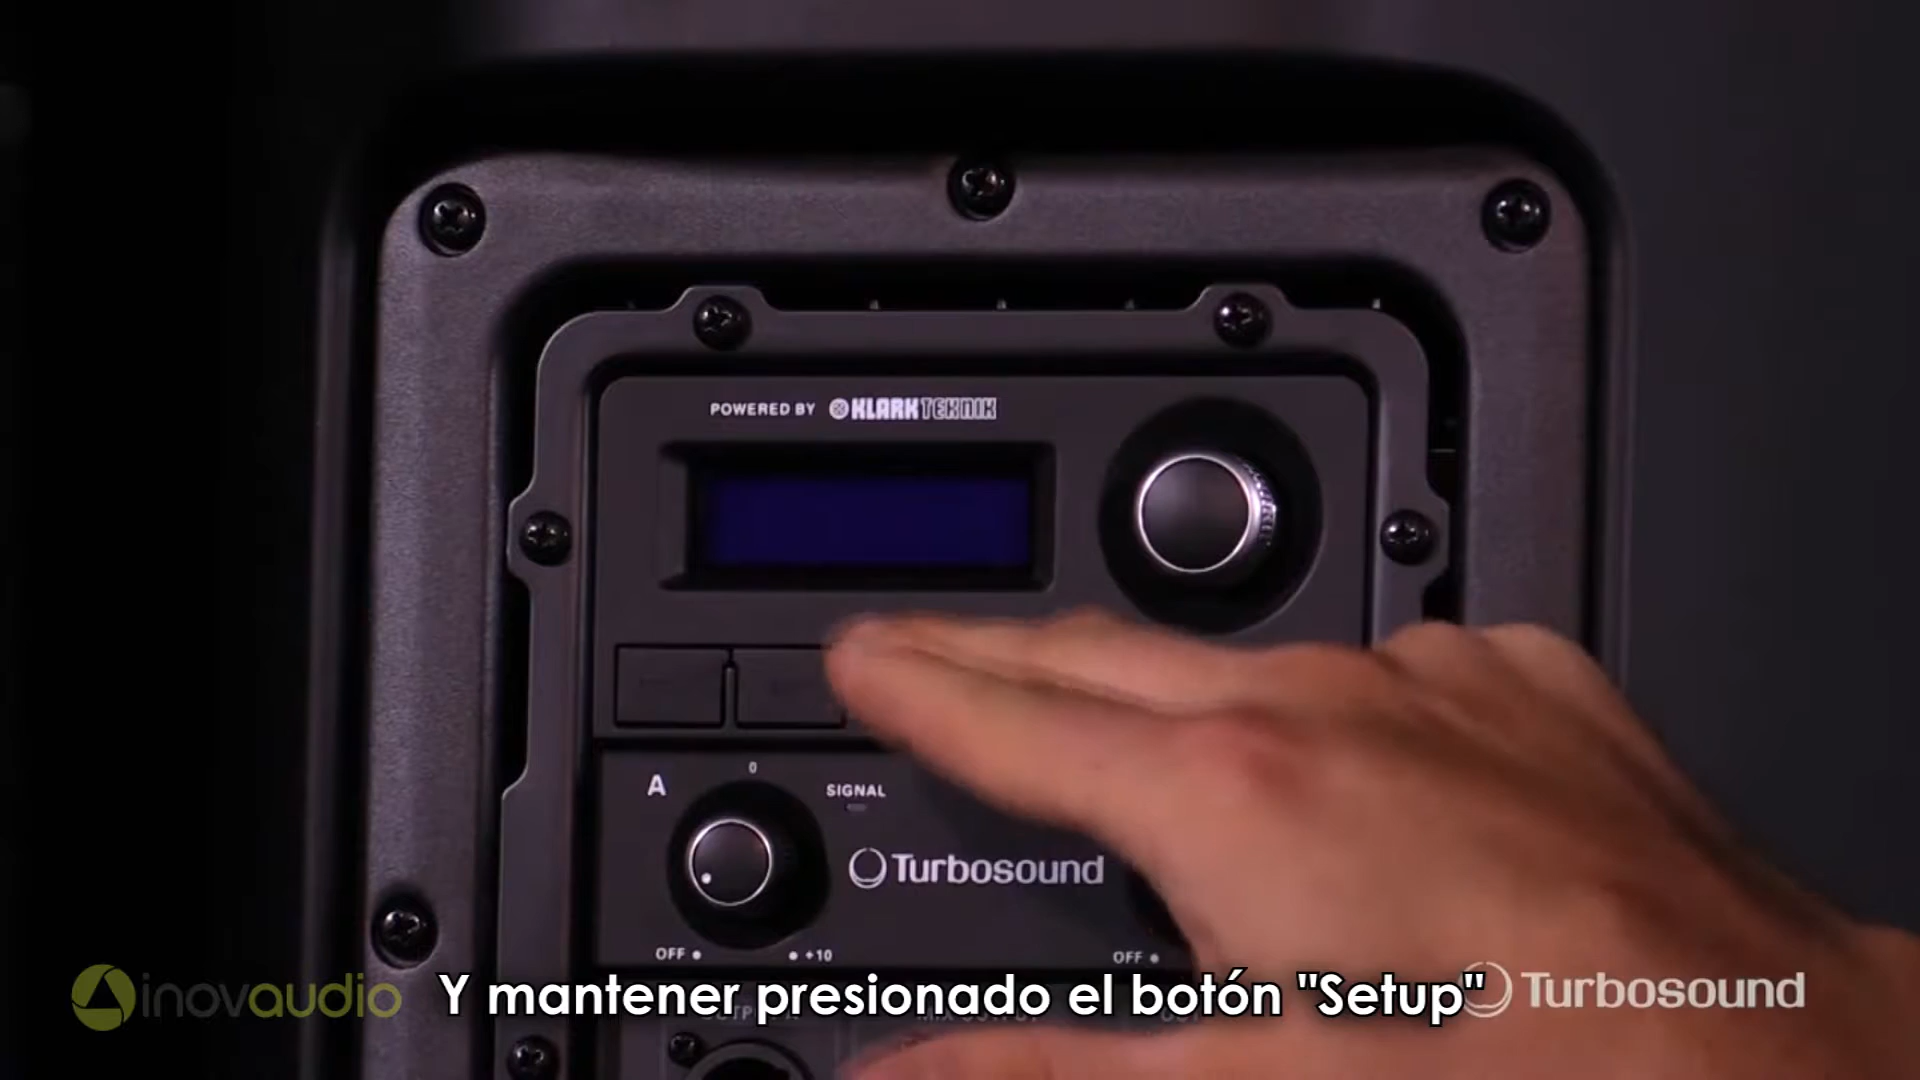 POWERED BY KLARK TEKNIK
A
0
SIGNAL
Turbosound
OFF
+10
OFF
inovaudio
Y mantener presionado el botón "Setup"
Turbosound